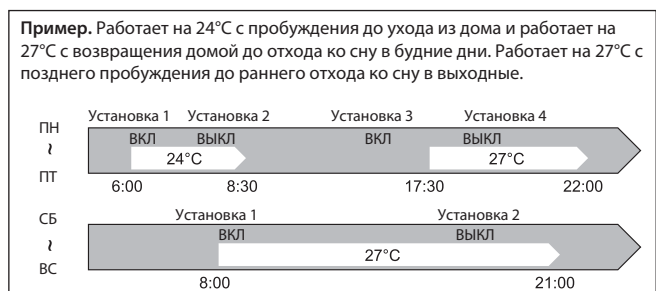 Пример. Работает на 24°C с пробуждения до ухода из дома и работает на
27°C с возвращения домой до отхода ко сну в будние дни. Работает на 27°C с
позднего пробуждения до раннего отхода ко сну в выходные.
Установка 1 Установка 2 Установка 3 Установка 4
ПН ~ ПТ
ВКЛ ВЫКЛ ВКЛ ВЫКЛ
24°C 27°C
6:00 8:30 17:30 22:00
СБ ~ ВС
Установка 1 Установка 2
ВКЛ ВЫКЛ
27°C
8:00 21:00